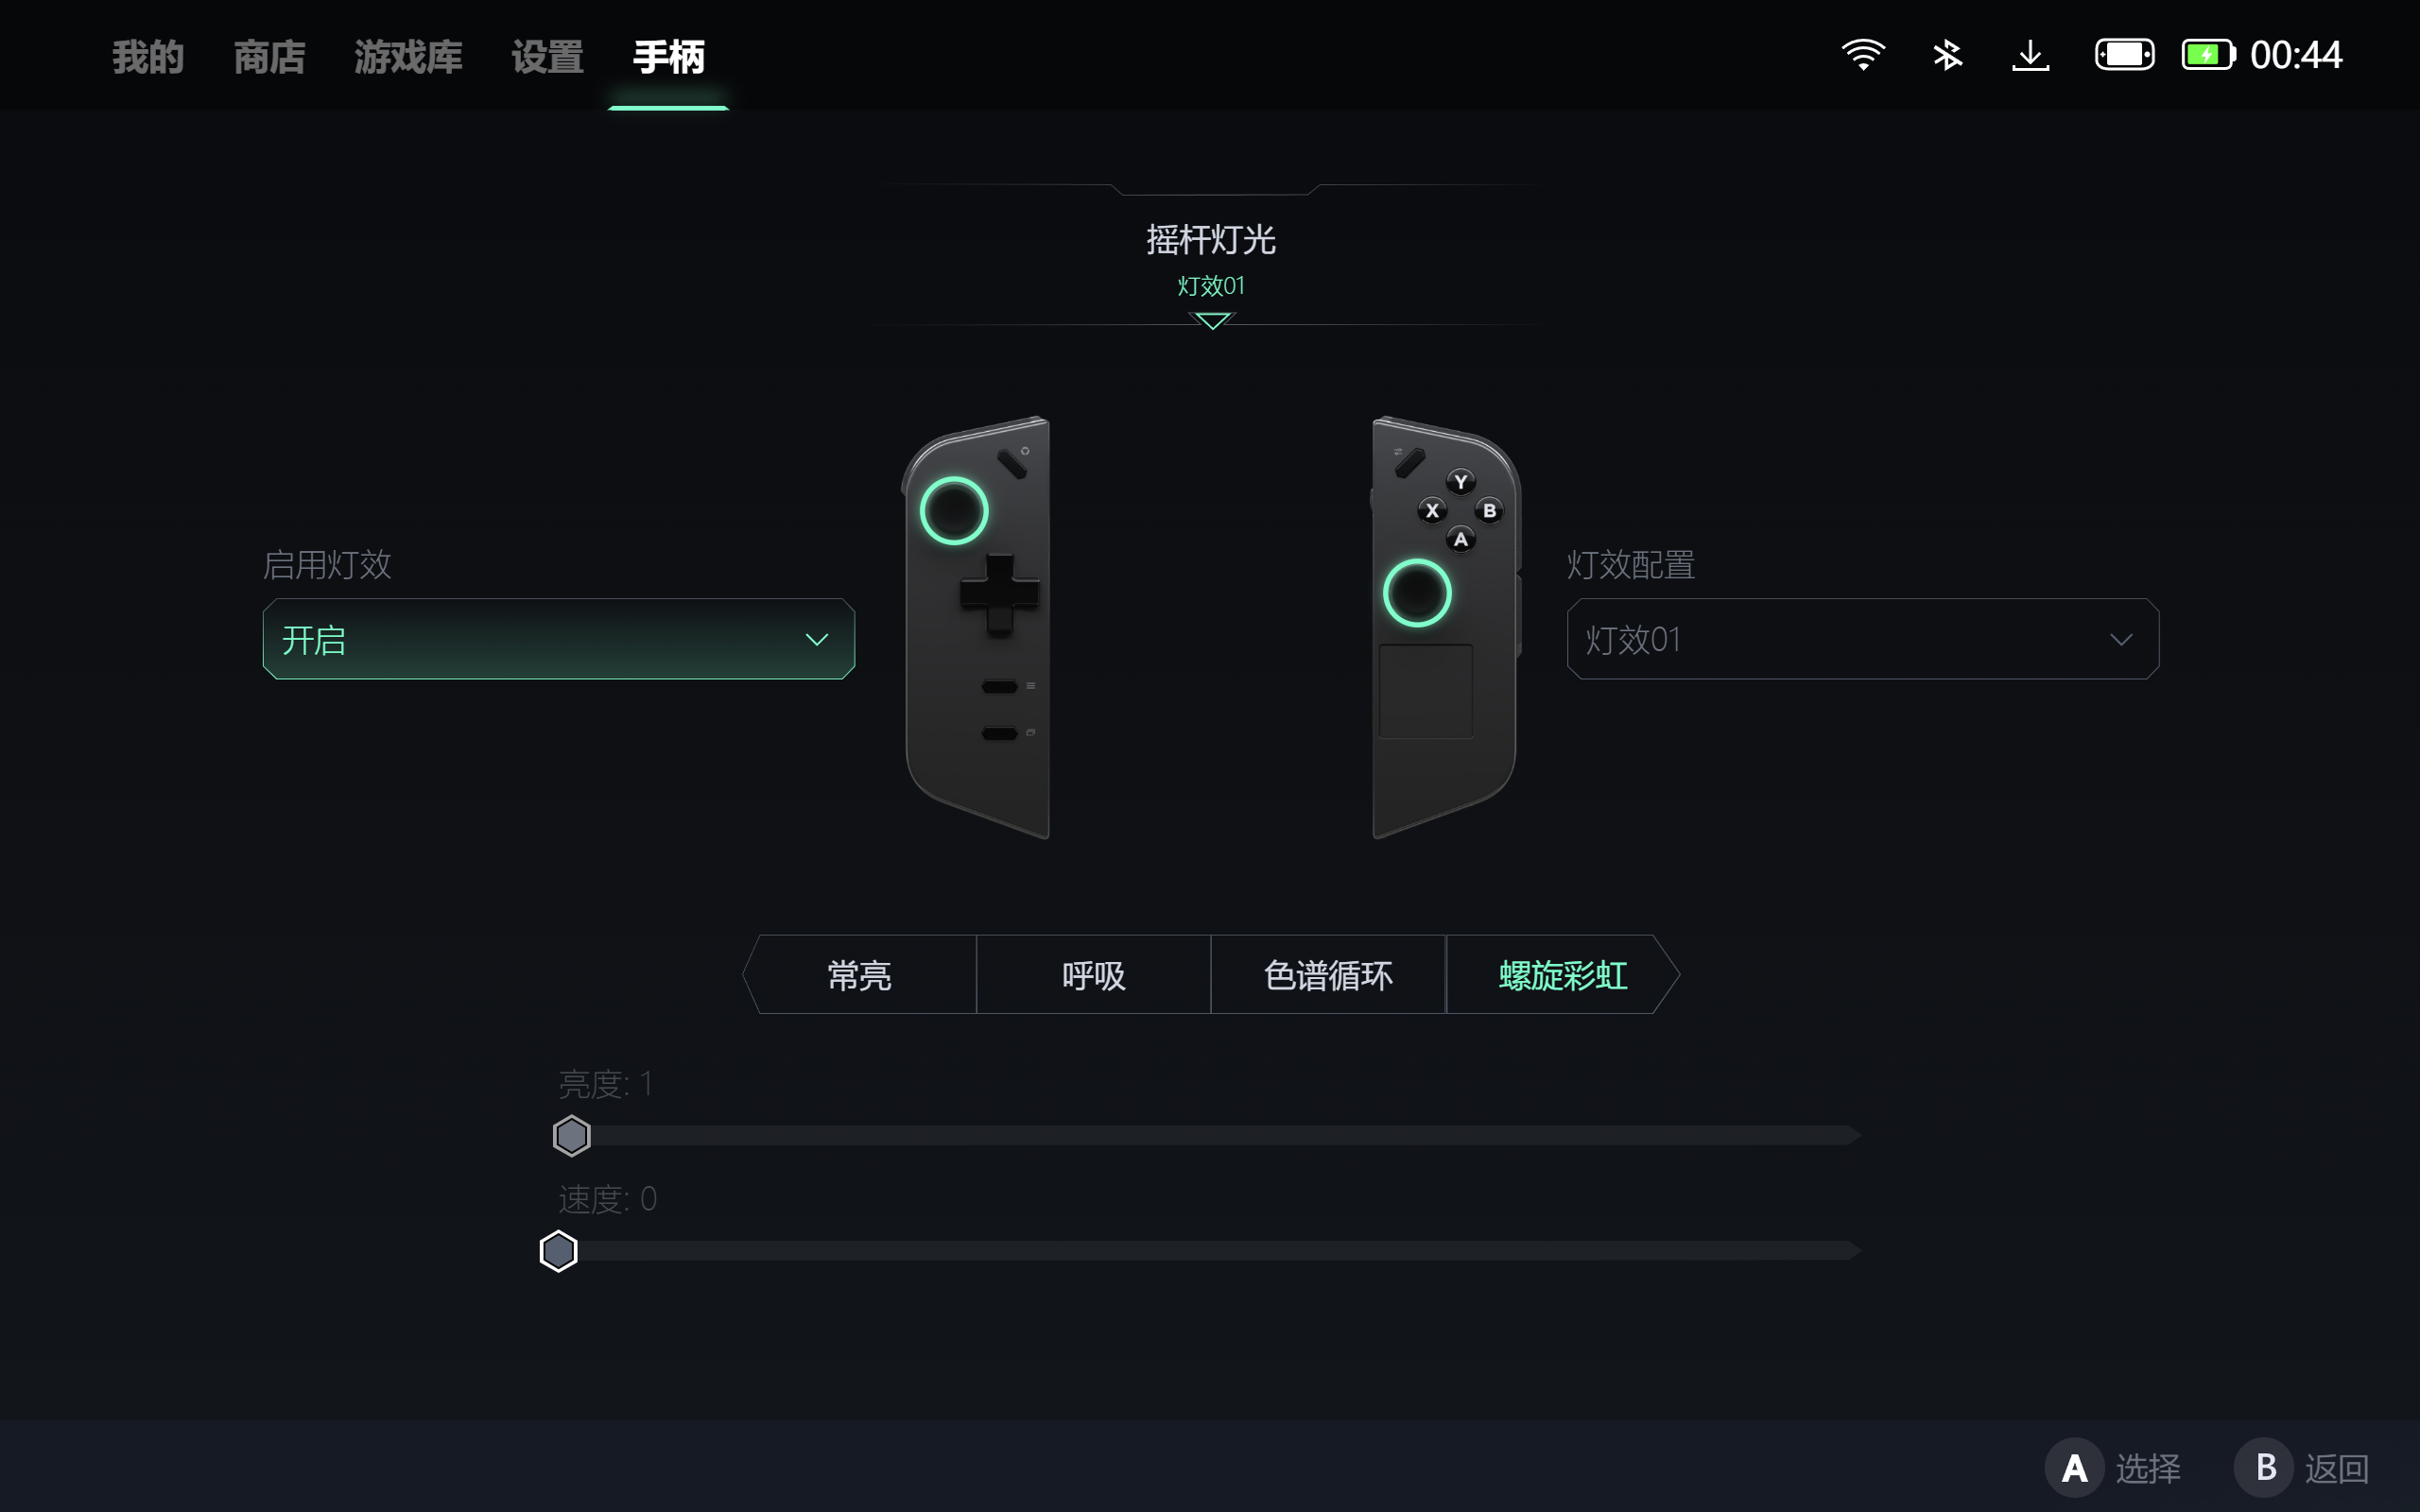 我的 商店 游戏库 设置 手柄 00:44
摇杆灯光
灯效01
Y
X B
A
启用灯效 灯效配置
开启 灯效01
常亮 呼吸 色谱循环 螺旋彩虹
亮度: 1
速度: 0
A 选择 B 返回